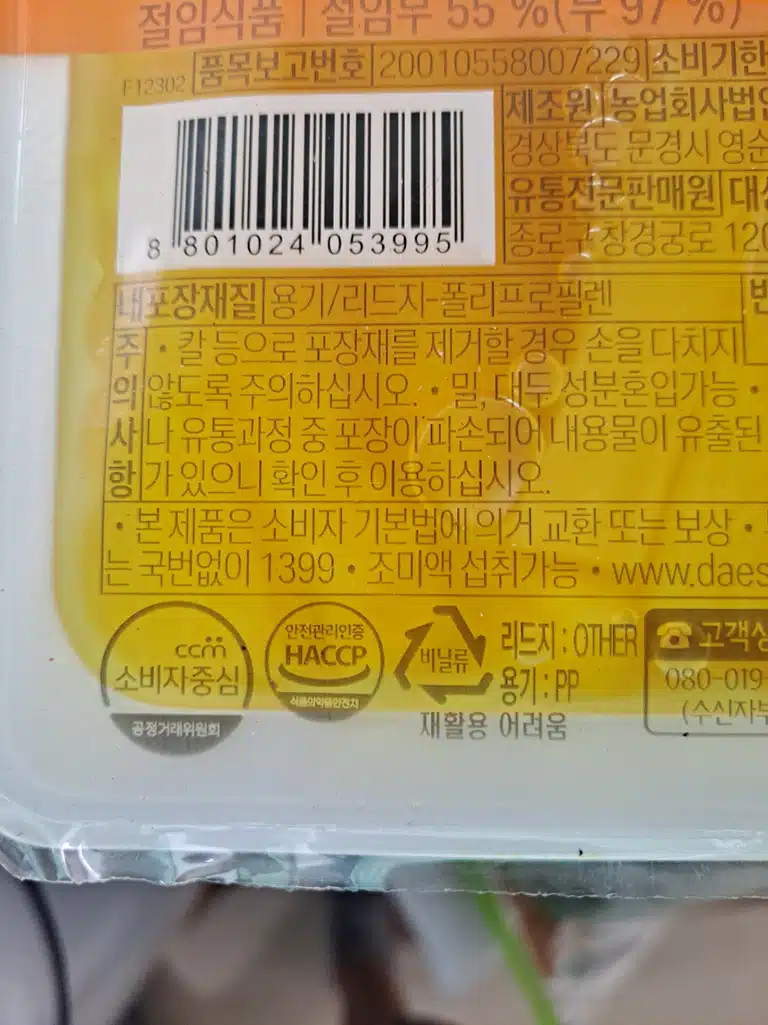 절임식품 절임무 55 %(무 97 %)
F12302 품목보고번호 20010558007229 소비기한
제조원 농업회사법인
경상북도 문경시 영순
유통전문판매원 대상
종로구 창경궁로 120
8 801024 053995
내포장재질 용기/리드지-폴리프로필렌
주의사항
• 칼 등으로 포장재를 제거할 경우 손을 다치지
않도록 주의하십시오. • 밀, 대두 성분혼입가능 •
나 유통과정 중 포장이 파손되어 내용물이 유출된
가 있으니 확인 후 이용하십시오.
• 본 제품은 소비자 기본법에 의거 교환 또는 보상 •
는 국번없이 1399 • 조미액 섭취가능 • www.daes
ccm
소비자중심
공정거래위원회
안전관리인증
HACCP
식품의약품안전처
비닐류
리드지 : OTHER
용기 : PP
재활용 어려움
고객상
080-019-
(수신자부